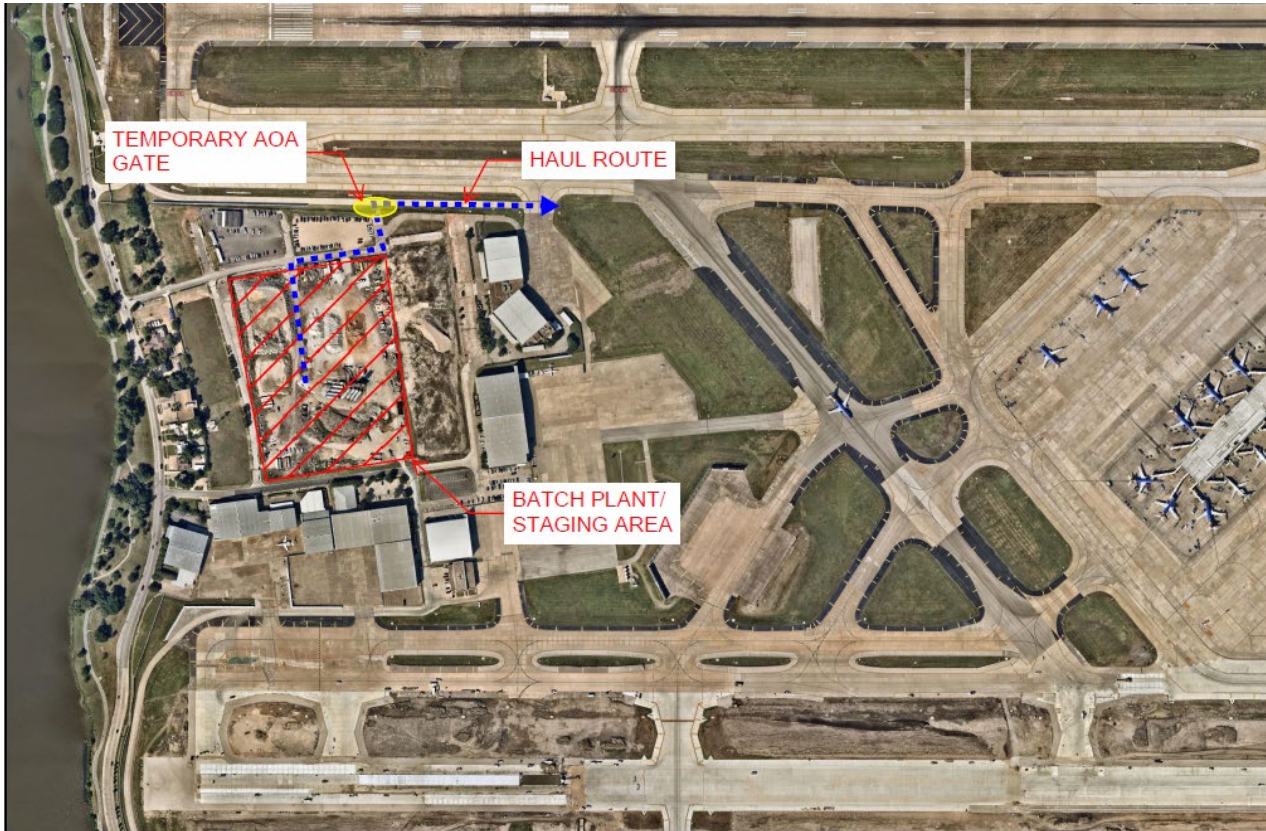 TEMPORARY AOA
GATE
HAUL ROUTE
BATCH PLANT/
STAGING AREA